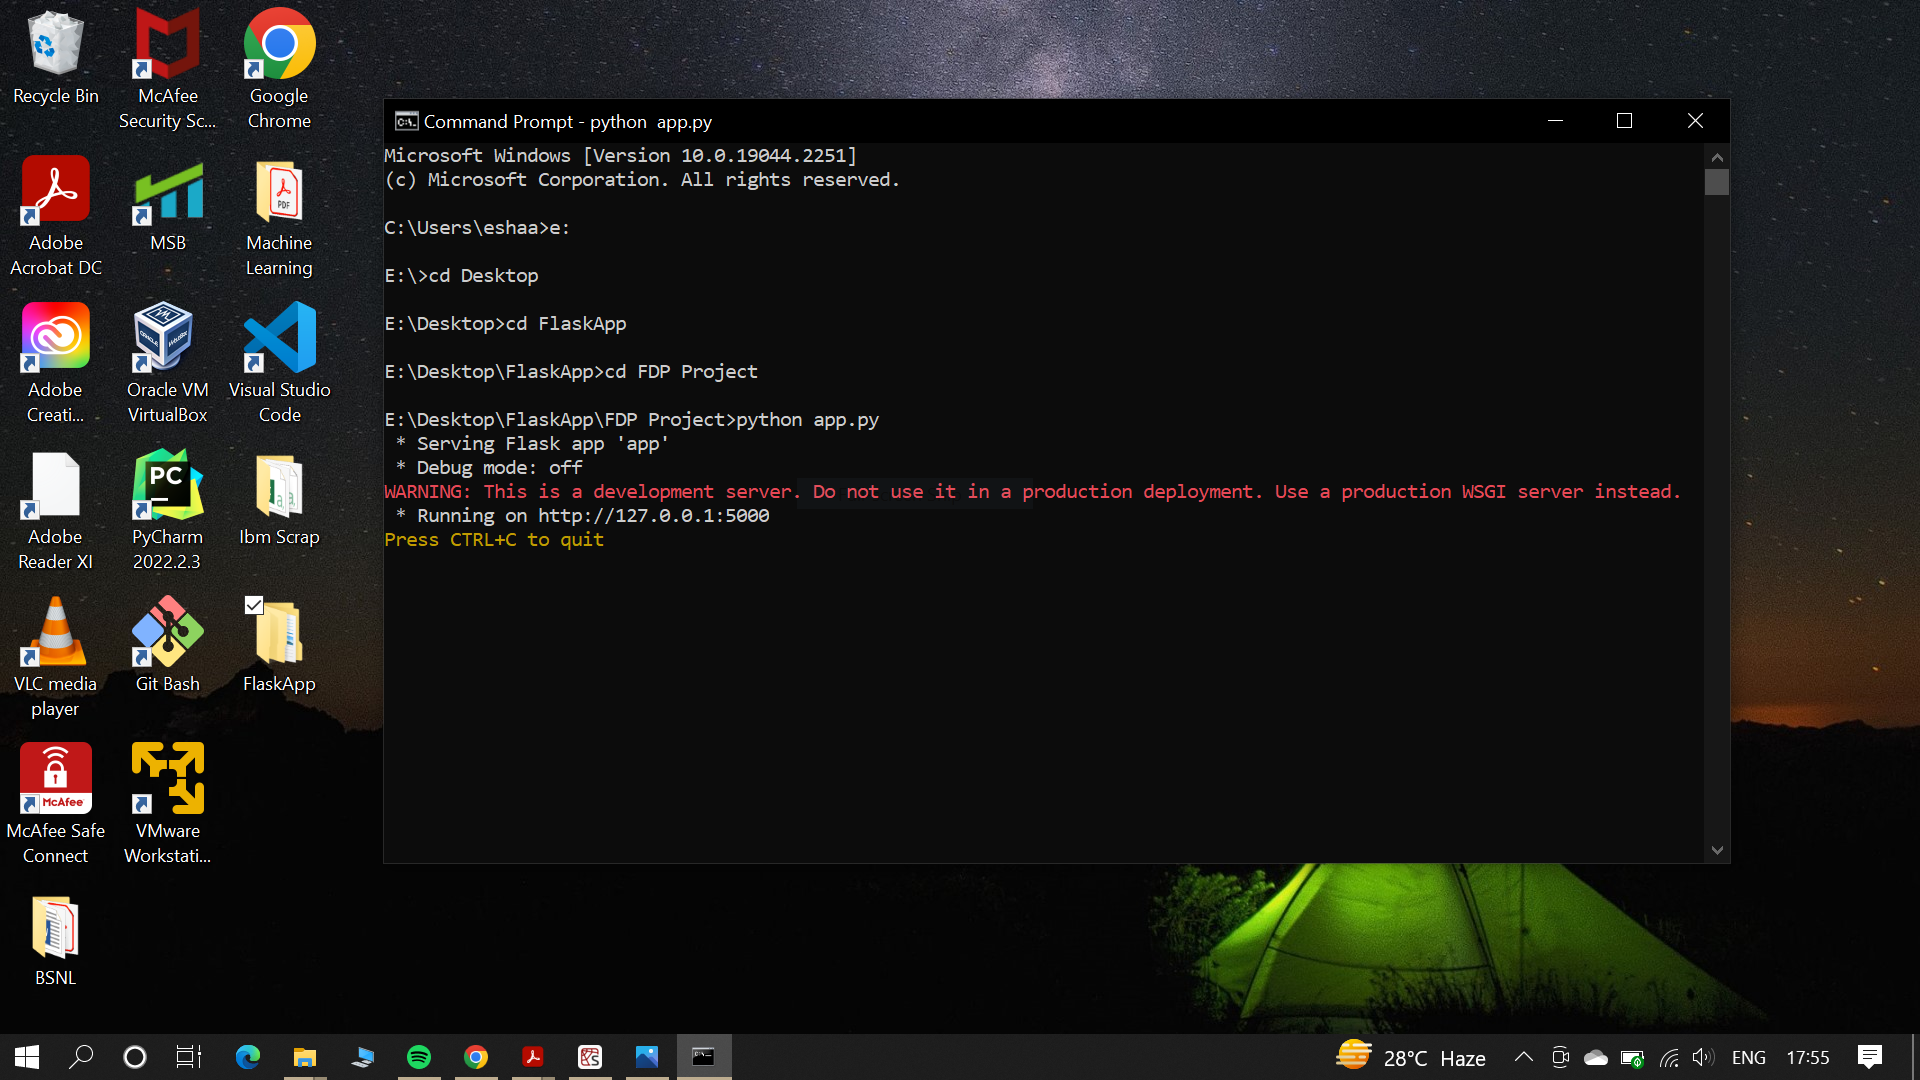 Recycle Bin
McAfee
Security Sc...
Google
Chrome
Adobe
Acrobat DC
MSB
PDF
Machine
Learning
Adobe
Creati...
Oracle VM
VirtualBox
Visual Studio
Code
Adobe
Reader XI
PC
PyCharm
2022.2.3
Ibm Scrap
VLC media
player
Git Bash
FlaskApp
McAfee
McAfee Safe
Connect
VMware
Workstati...
BSNL
Command Prompt - python  app.py
Microsoft Windows [Version 10.0.19044.2251]
(c) Microsoft Corporation. All rights reserved.
C:\Users\eshaa>e:
E:\>cd Desktop
E:\Desktop>cd FlaskApp
E:\Desktop\FlaskApp>cd FDP Project
E:\Desktop\FlaskApp\FDP Project>python app.py
* Serving Flask app 'app'
* Debug mode: off
WARNING: This is a development server. Do not use it in a production deployment. Use a production WSGI server instead.
* Running on http://127.0.0.1:5000
Press CTRL+C to quit
28°C Haze
ENG
17:55